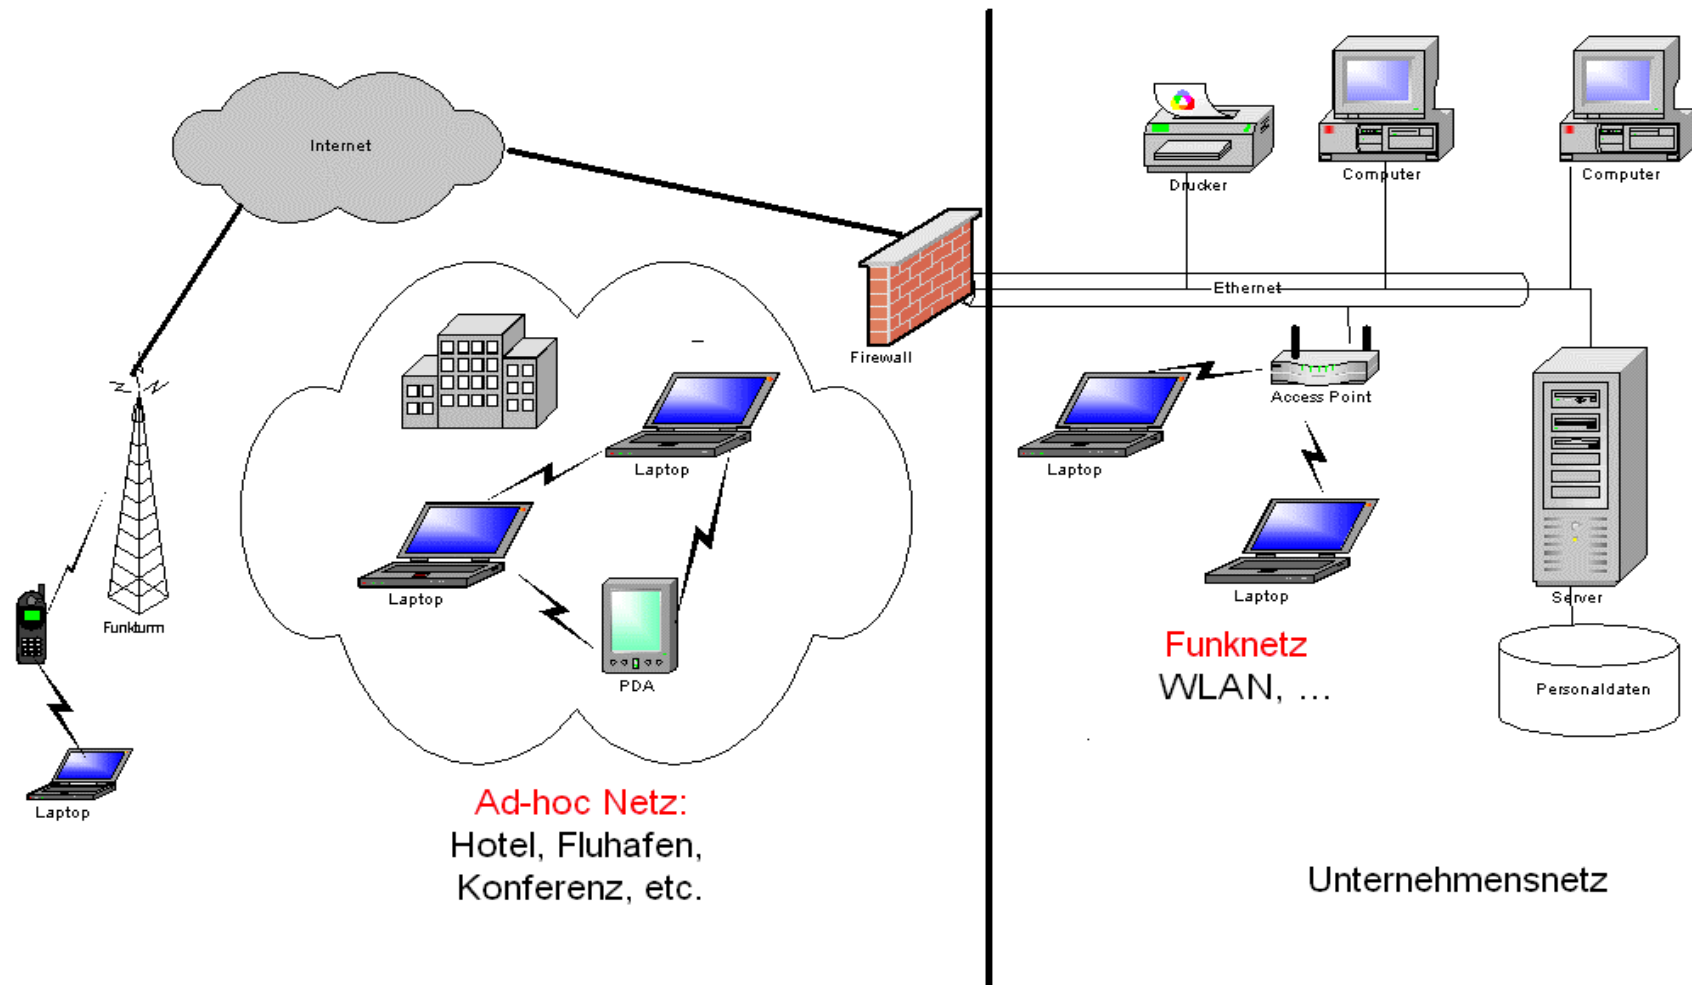 Internet
Drucker
Computer
Computer
Ethernet
Firewall
Access Point
Laptop
Laptop
Laptop
Laptop
Server
Funkturm
PDA
Funknetz
WLAN, ...
Personaldaten
Laptop
Ad-hoc Netz:
Hotel, Fluhafen,
Konferenz, etc.
Unternehmensnetz